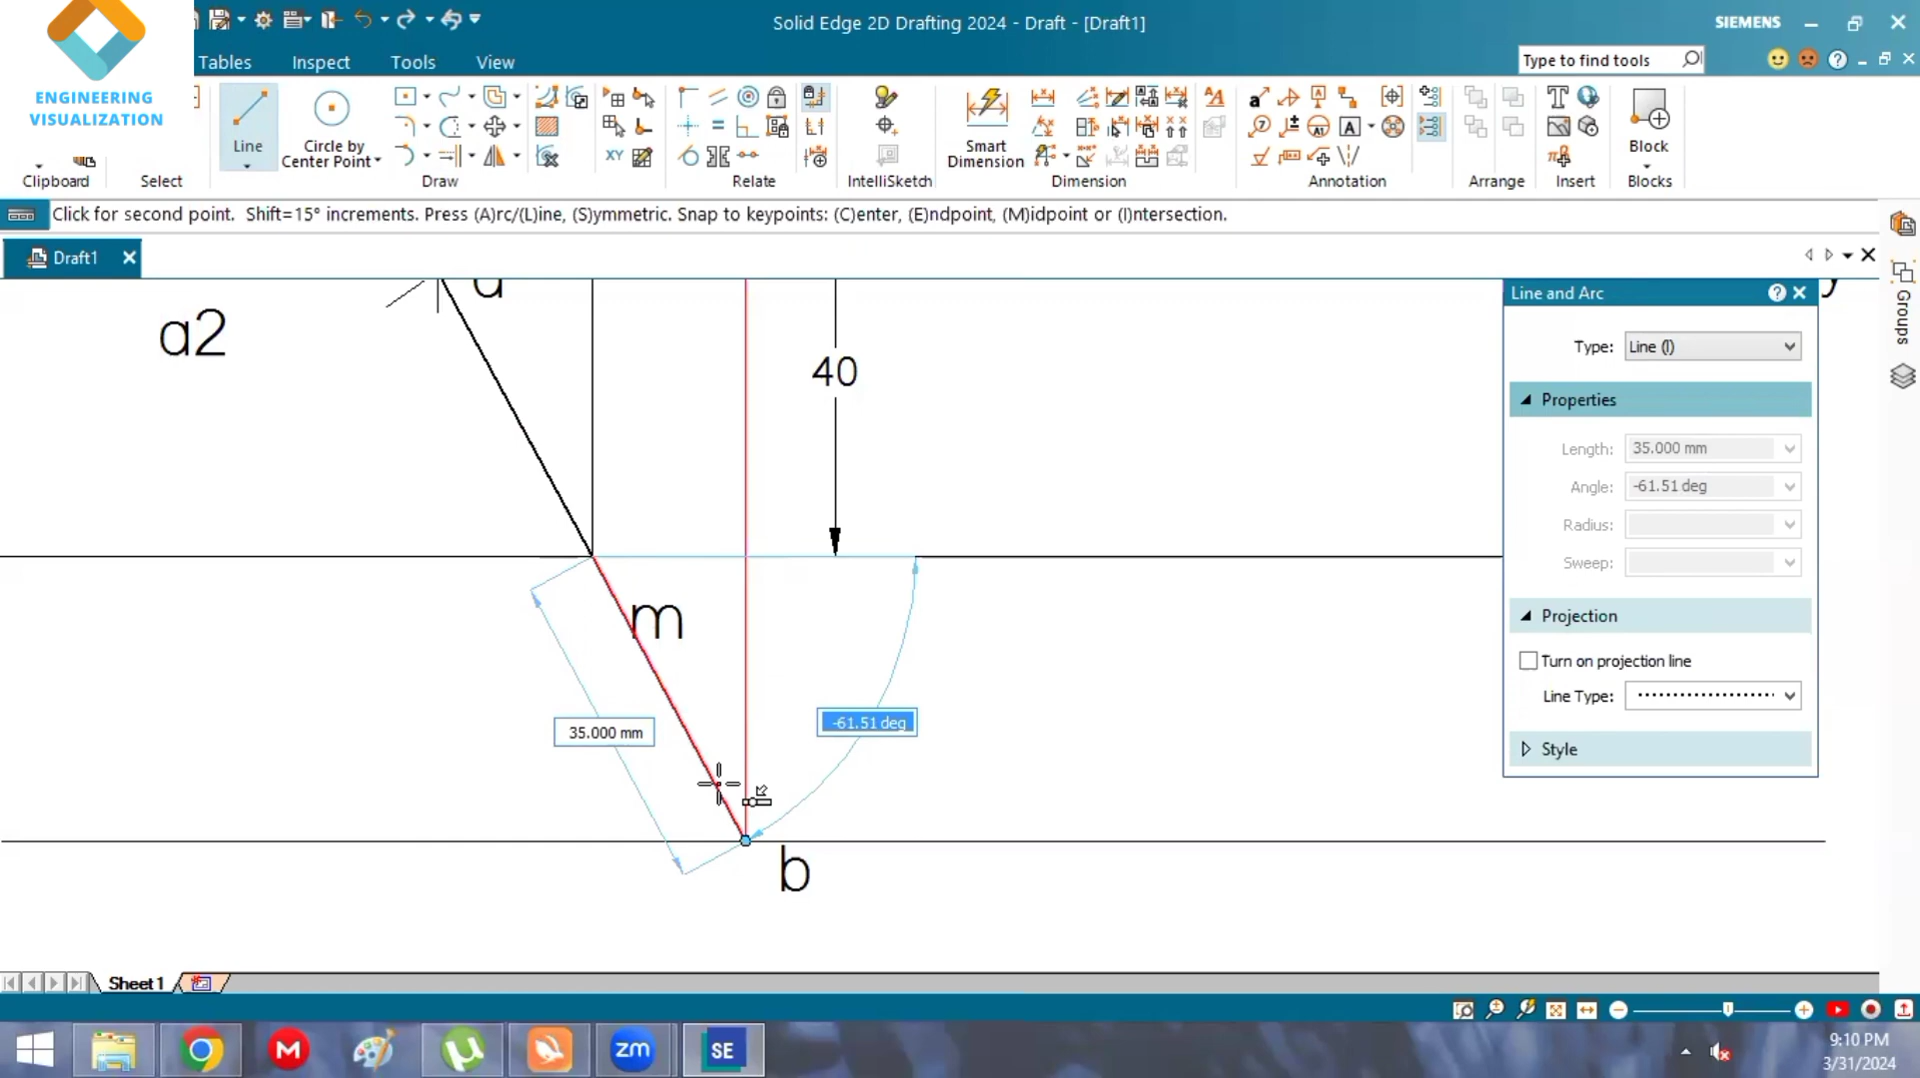 Solid Edge 2D Drafting 2024 - Draft - [Draft1]
SIEMENS
ENGINEERING
VISUALIZATION
Tables
Inspect
Tools
View
Type to find tools
Line
Circle by
Center Point
XY
Smart
Dimension
Block
Clipboard
Select
Draw
Relate
IntelliSketch
Dimension
Annotation
Arrange
Insert
Blocks
Click for second point.  Shift=15° increments. Press (A)rc/(L)ine, (S)ymmetric. Snap to keypoints: (C)enter, (E)ndpoint, (M)idpoint or (I)ntersection.
Draft1
Groups
Line and Arc
Type:
Line (l)
Properties
Length:
35.000 mm
Angle:
-61.51 deg
Radius:
Sweep:
Projection
Turn on projection line
Line Type:
Style
a2
40
m
35.000 mm
-61.51 deg
b
Sheet1
M
zm
SE
9:10 PM
3/31/2024